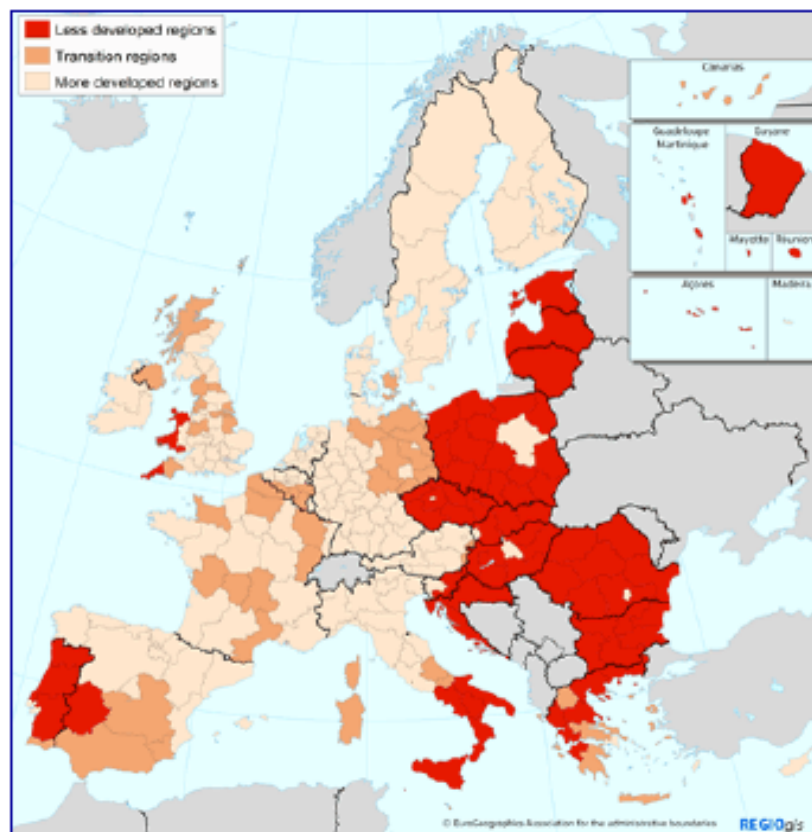 Less developed regions
Transition regions
More developed regions
Canarias
Guadeloupe
Martinique
Guyane
Mayotte
Réunion
Açores
Madeira
© EuroGeographics Association for the administrative boundaries
REGIOgis